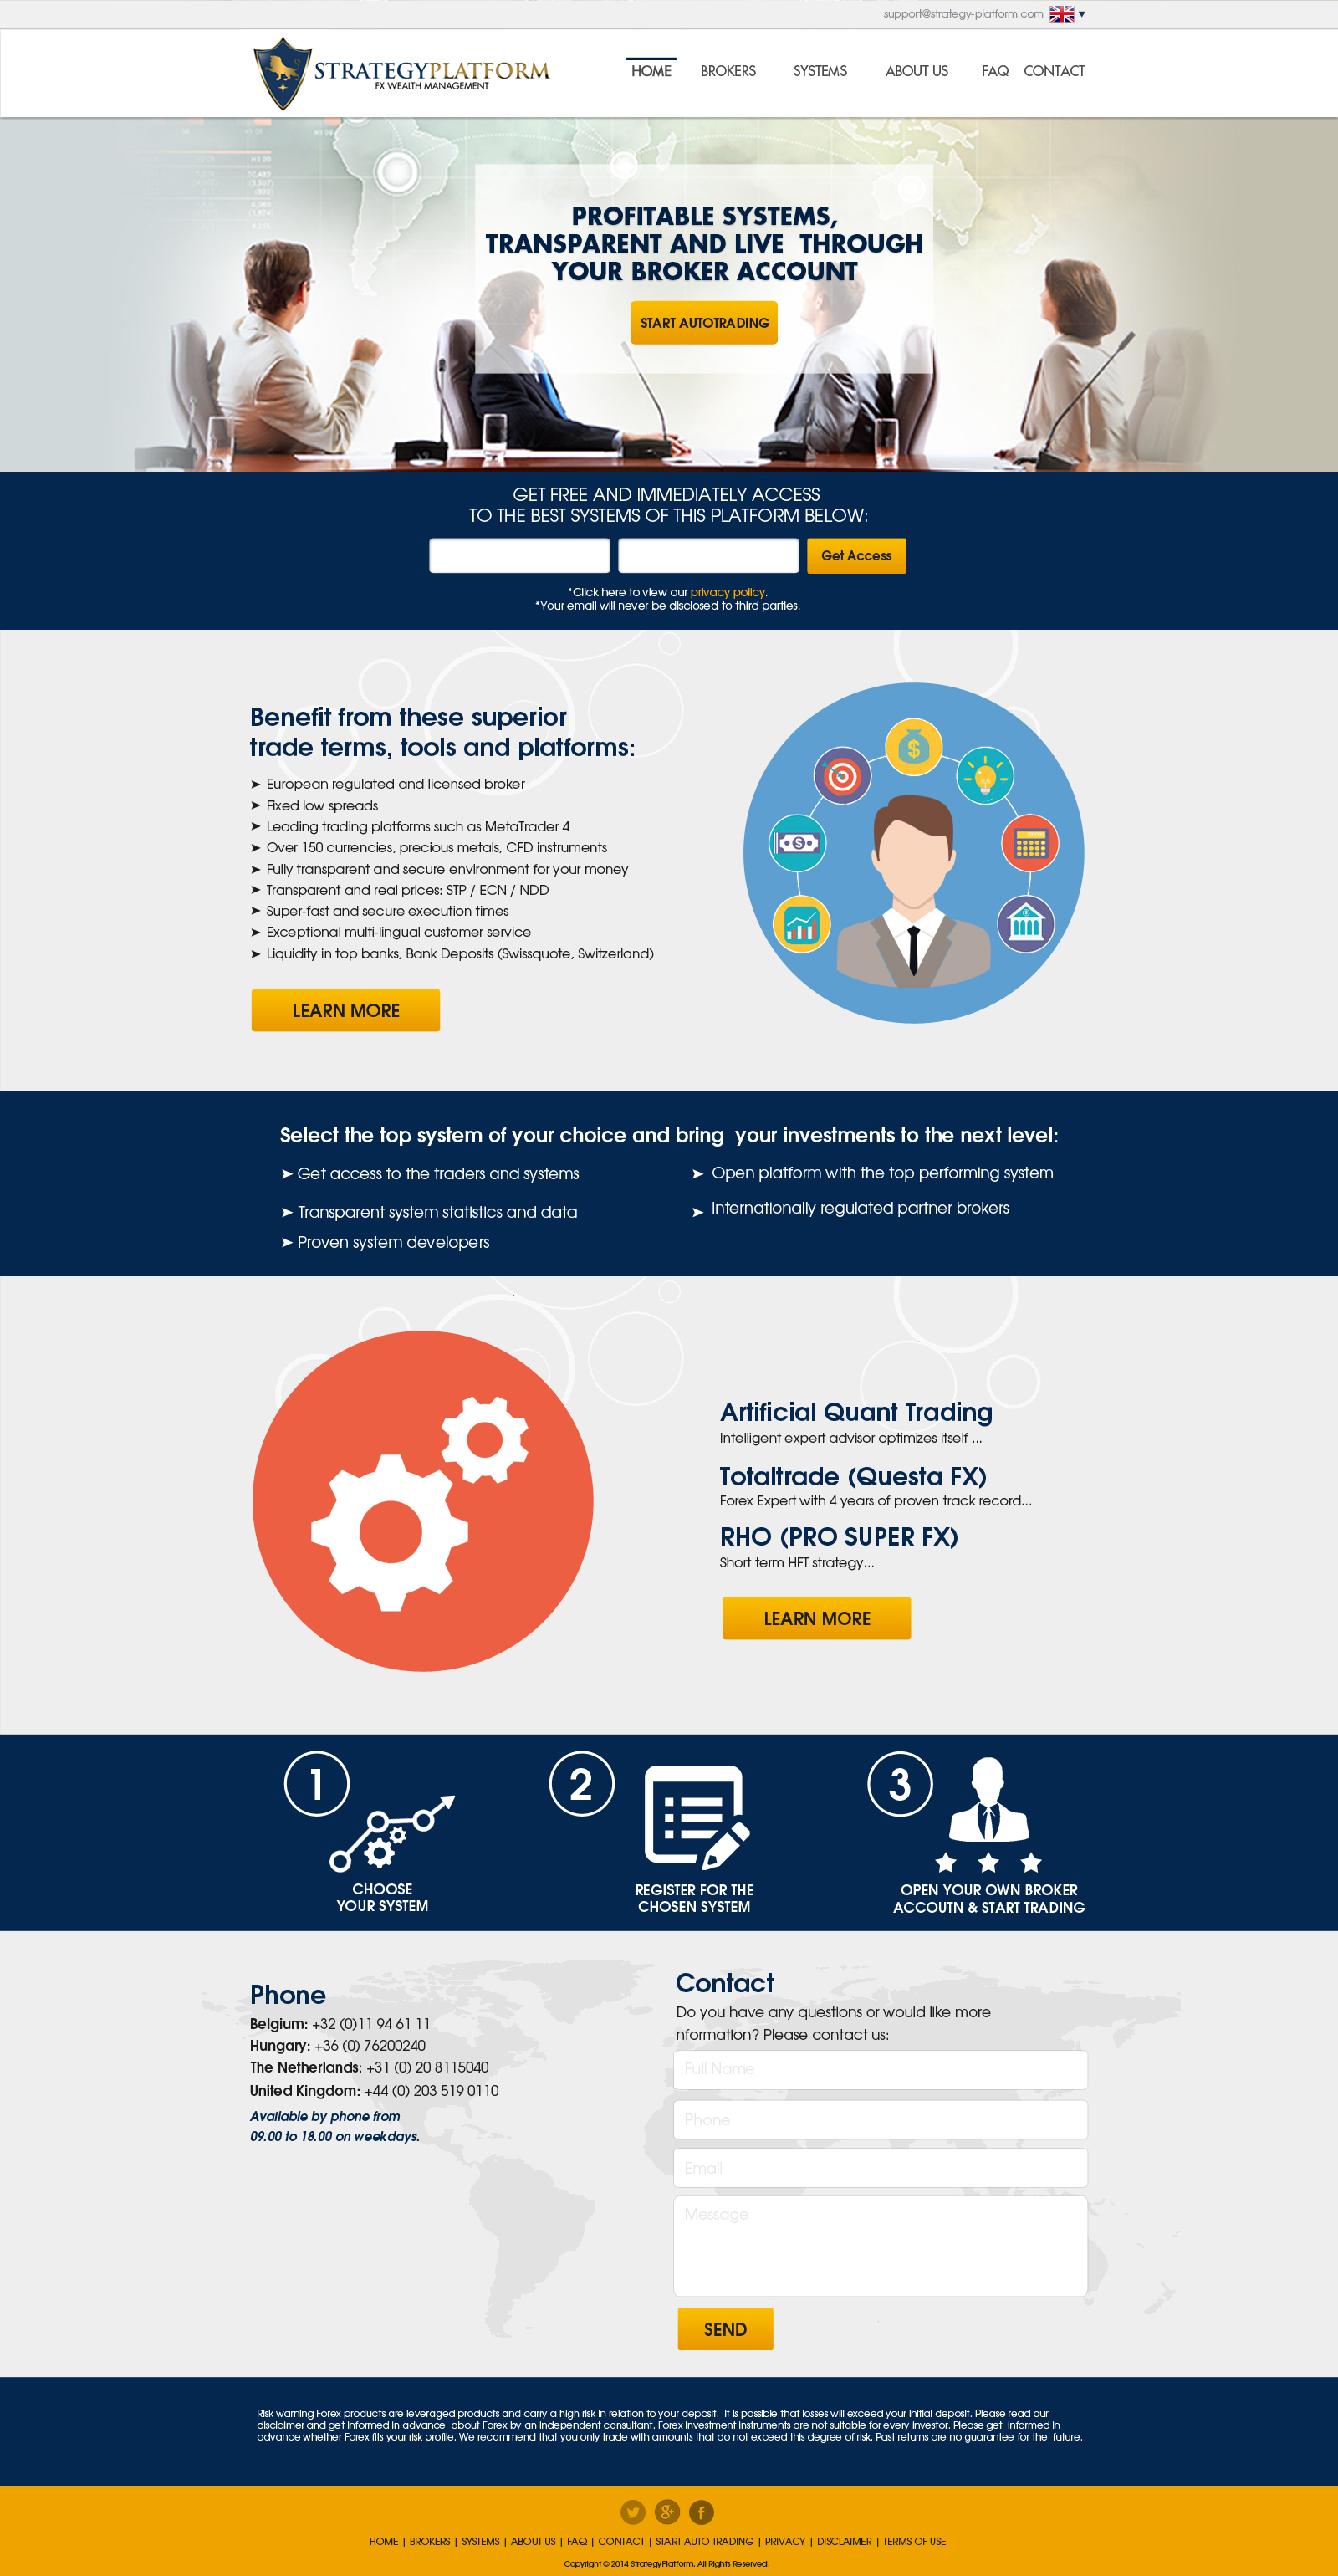 support@strategy-platform.com
STRATEGYPLATFORM
FX WEALTH MANAGEMENT
HOME BROKERS SYSTEMS ABOUT US FAQ CONTACT
PROFITABLE SYSTEMS,
TRANSPARENT AND LIVE THROUGH
YOUR BROKER ACCOUNT
START AUTOTRADING
GET FREE AND IMMEDIATELY ACCESS
TO THE BEST SYSTEMS OF THIS PLATFORM BELOW:
Get Access
*Click here to view our privacy policy.
*Your email will never be disclosed to third parties.
Benefit from these superior
trade terms, tools and platforms:
➤ European regulated and licensed broker
➤ Fixed low spreads
➤ Leading trading platforms such as MetaTrader 4
➤ Over 150 currencies, precious metals, CFD instruments
➤ Fully transparent and secure environment for your money
➤ Transparent and real prices: STP / ECN / NDD
➤ Super-fast and secure execution times
➤ Exceptional multi-lingual customer service
➤ Liquidity in top banks, Bank Deposits (Swissquote, Switzerland)
LEARN MORE
Select the top system of your choice and bring your investments to the next level:
➤ Get access to the traders and systems
➤ Transparent system statistics and data
➤ Proven system developers
➤ Open platform with the top performing system
➤ Internationally regulated partner brokers
Artificial Quant Trading
Intelligent expert advisor optimizes itself ...
Totaltrade (Questa FX)
Forex Expert with 4 years of proven track record...
RHO (PRO SUPER FX)
Short term HFT strategy...
LEARN MORE
1
CHOOSE
YOUR SYSTEM
2
REGISTER FOR THE
CHOSEN SYSTEM
3
OPEN YOUR OWN BROKER
ACCOUTN & START TRADING
Phone
Belgium: +32 (0)11 94 61 11
Hungary: +36 (0) 76200240
The Netherlands: +31 (0) 20 8115040
United Kingdom: +44 (0) 203 519 0110
Available by phone from
09.00 to 18.00 on weekdays.
Contact
Do you have any questions or would like more
nformation? Please contact us:
Full Name
Phone
Email
Message
SEND
Risk warning Forex products are leveraged products and carry a high risk in relation to your deposit. It is possible that losses will exceed your initial deposit. Please read our
disclaimer and get informed in advance about Forex by an independent consultant. Forex investment instruments are not suitable for every investor. Please get informed in
advance whether Forex fits your risk profile. We recommend that you only trade with amounts that do not exceed this degree of risk. Past returns are no guarantee for the future.
HOME | BROKERS | SYSTEMS | ABOUT US | FAQ | CONTACT | START AUTO TRADING | PRIVACY | DISCLAIMER | TERMS OF USE
Copyright © 2014 StrategyPlatform. All Rights Reserved.